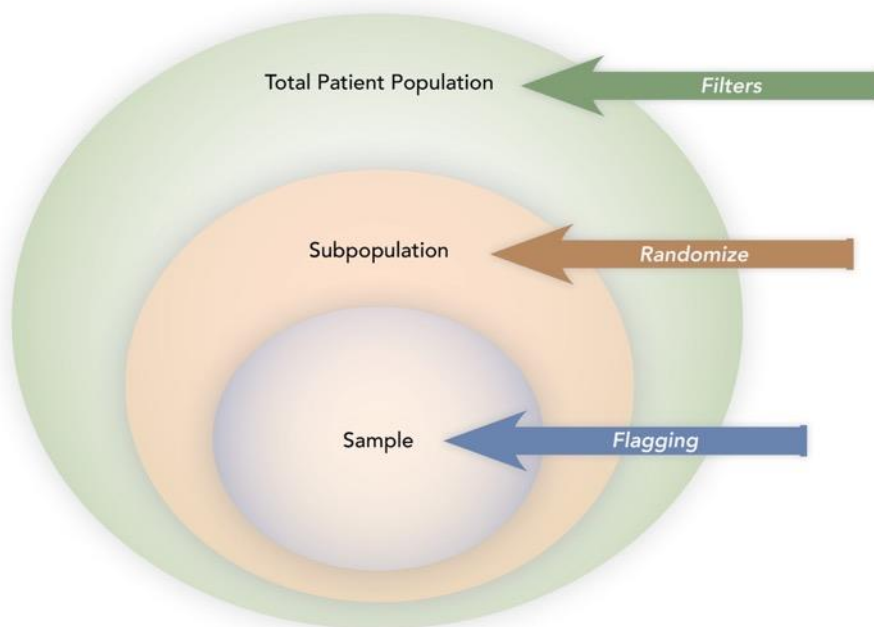 Total Patient Population
Filters
Subpopulation
Randomize
Sample
Flagging